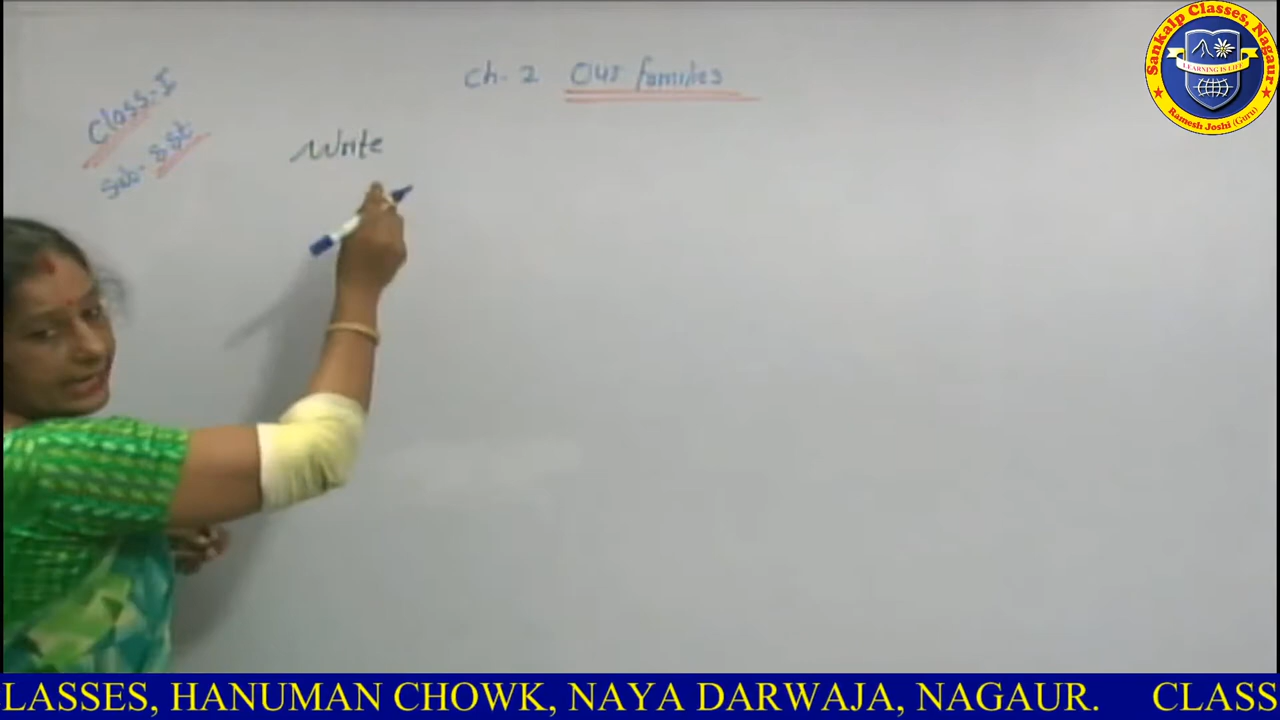 Class-I
Sub- SSt
Ch- 2 Our families
Write
Sankalp Classes, Nagaur
LEARNING IS LIFE
Ramesh Joshi (Guru)
LASSES, HANUMAN CHOWK, NAYA DARWAJA, NAGAUR. CLASS